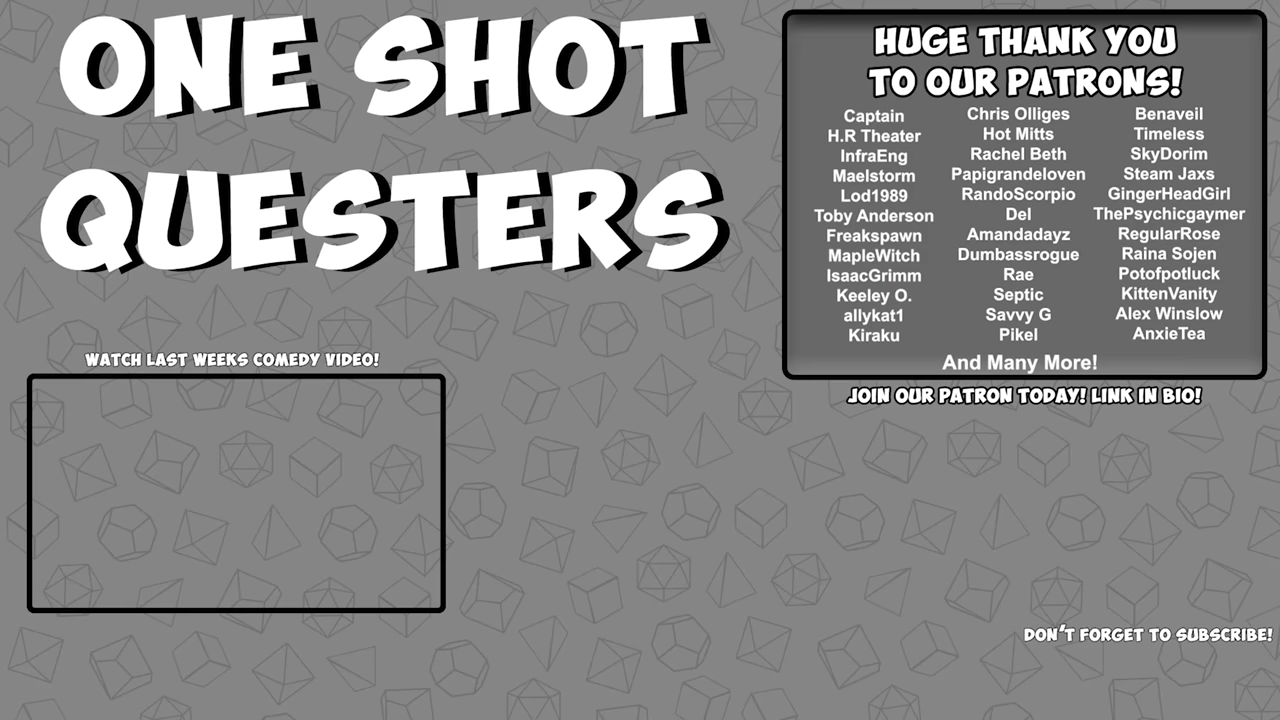 ONE SHOT
QUESTERS
HUGE THANK YOU
TO OUR PATRONS!
Captain
H.R Theater
InfraEng
Maelstorm
Lod1989
Toby Anderson
Freakspawn
MapleWitch
IsaacGrimm
Keeley O.
allykat1
Kiraku
Chris Olliges
Hot Mitts
Rachel Beth
Papigrandeloven
RandoScorpio
Del
Amandadayz
Dumbassrogue
Rae
Septic
Savvy G
Pikel
Benaveil
Timeless
SkyDorim
Steam Jaxs
GingerHeadGirl
ThePsychicgaymer
RegularRose
Raina Sojen
Potofpotluck
KittenVanity
Alex Winslow
AnxieTea
And Many More!
JOIN OUR PATRON TODAY! LINK IN BIO!
WATCH LAST WEEKS COMEDY VIDEO!
DON'T FORGET TO SUBSCRIBE!